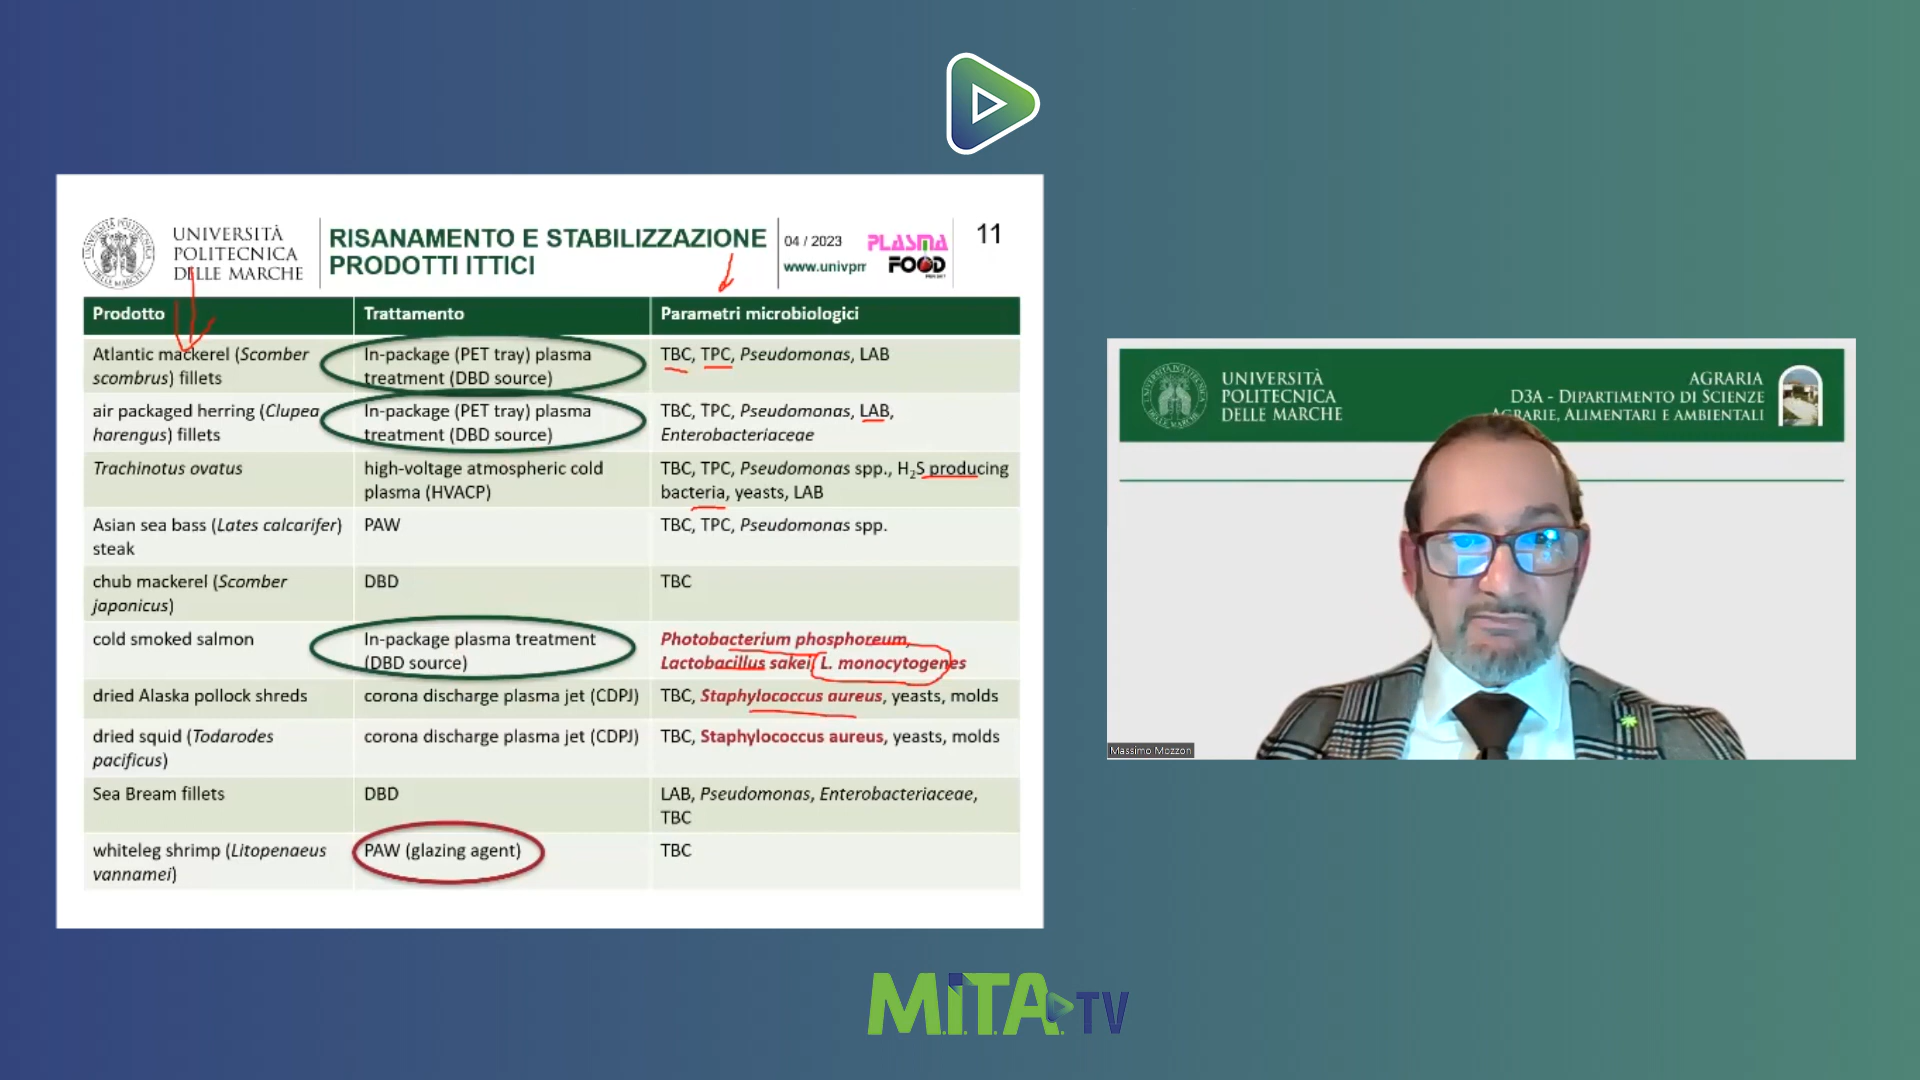 UNIVERSITÀ
POLITECNICA
DELLE MARCHE
RISANAMENTO E STABILIZZAZIONE
PRODOTTI ITTICI
04 / 2023
www.univpm
PLASMA
FOOD
11
Prodotto Trattamento Parametri microbiologici
Atlantic mackerel (Scomber
scombrus) fillets
In-package (PET tray) plasma
treatment (DBD source)
TBC, TPC, Pseudomonas, LAB
air packaged herring (Clupea
harengus) fillets
In-package (PET tray) plasma
treatment (DBD source)
TBC, TPC, Pseudomonas, LAB,
Enterobacteriaceae
Trachinotus ovatus
high-voltage atmospheric cold
plasma (HVACP)
TBC, TPC, Pseudomonas spp., H₂S producing
bacteria, yeasts, LAB
Asian sea bass (Lates calcarifer)
steak
PAW
TBC, TPC, Pseudomonas spp.
chub mackerel (Scomber
japonicus)
DBD
TBC
cold smoked salmon
In-package plasma treatment
(DBD source)
Photobacterium phosphoreum,
Lactobacillus sakei, L. monocytogenes
dried Alaska pollock shreds
corona discharge plasma jet (CDPJ)
TBC, Staphylococcus aureus, yeasts, molds
dried squid (Todarodes
pacificus)
corona discharge plasma jet (CDPJ)
TBC, Staphylococcus aureus, yeasts, molds
Sea Bream fillets
DBD
LAB, Pseudomonas, Enterobacteriaceae,
TBC
whiteleg shrimp (Litopenaeus
vannamei)
PAW (glazing agent)
TBC
UNIVERSITÀ
POLITECNICA
DELLE MARCHE
AGRARIA
D3A - DIPARTIMENTO DI SCIENZE
AGRARIE, ALIMENTARI E AMBIENTALI
Massimo Mozzon
M.I.T.A. TV